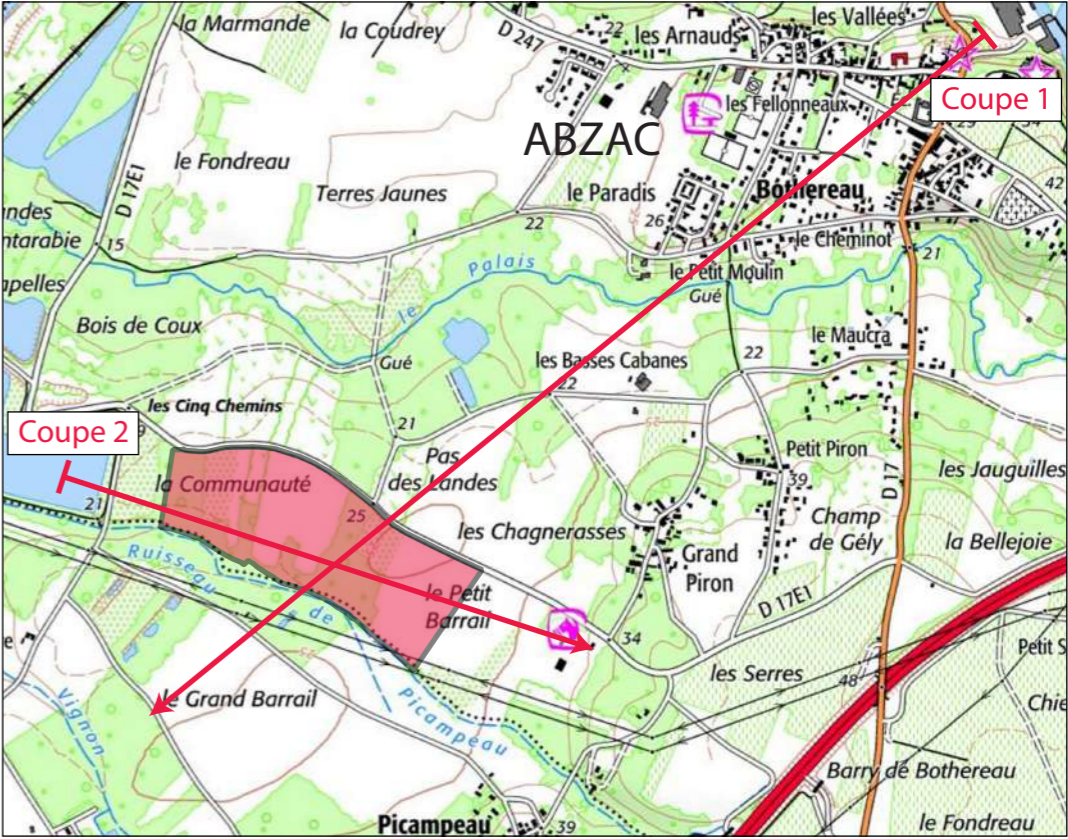 la Marmande
la Coudrey
D 247
22
les Arnauds
les Vallées
Coupe 1
les Fellonneaux
ABZAC
le Fondreau
D 17E1
Terres Jaunes
le Paradis
Bothereau
42
26
22
le Cheminot
21
15
ntarabie
apelles
Palais
le
le Petit Moulin
Gué
Bois de Coux
Gué
les Basses Cabanes
22
22
le Maucra
les Cinq Chemins
Coupe 2
21
Pas
des Landes
Petit Piron
39
D 17
les Jauguilles
la Communauté
25
21
les Chagnerasses
Champ
de Gély
la Bellejoie
Grand
Piron
Ruisseau
de
Picampeau
le Petit
Barrail
D 17E1
34
les Serres
48
Petit S
Chie
le Grand Barrail
Vignon
Barry de Bothereau
Picampeau
39
le Fondreau